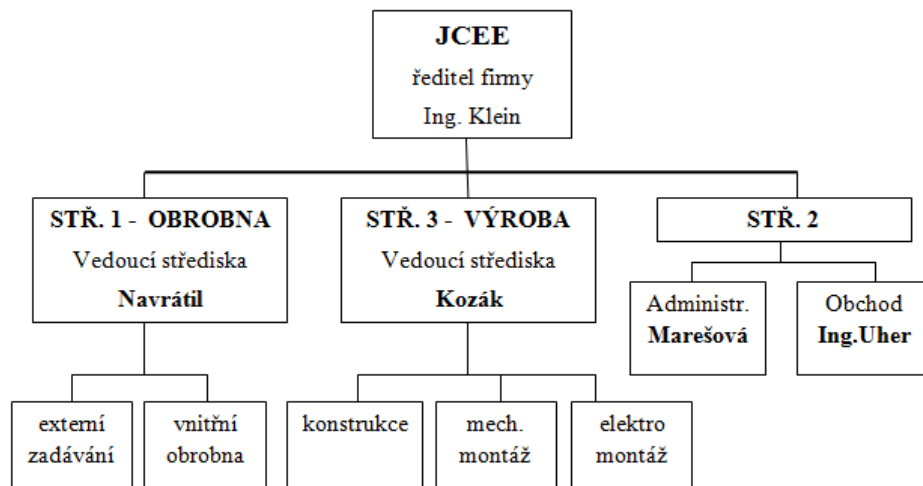 JCEE
ředitel firmy
Ing. Klein
STŘ. 1 - OBROBNA
Vedoucí střediska
Navrátil
STŘ. 3 - VÝROBA
Vedoucí střediska
Kozák
STŘ. 2
Administr.
Marešová
Obchod
Ing.Uher
externí
zadávání
vnitřní
obrobna
konstrukce
mech.
montáž
elektro
montáž